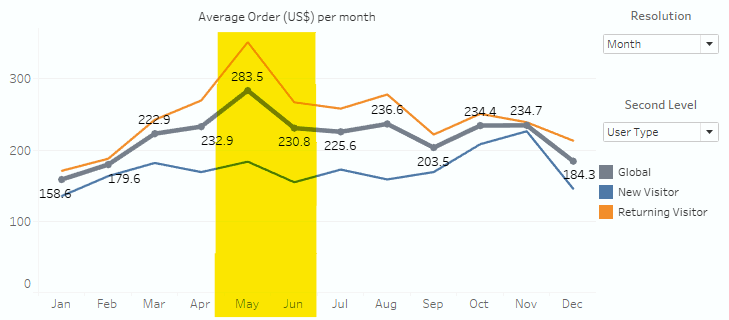 Average Order (US$) per month
Resolution
Month
Second Level
User Type
Global
New Visitor
Returning Visitor
300
200
100
0
158.6
179.6
222.9
232.9
283.5
230.8
225.6
236.6
203.5
234.4
234.7
184.3
Jan Feb Mar Apr May Jun Jul Aug Sep Oct Nov Dec